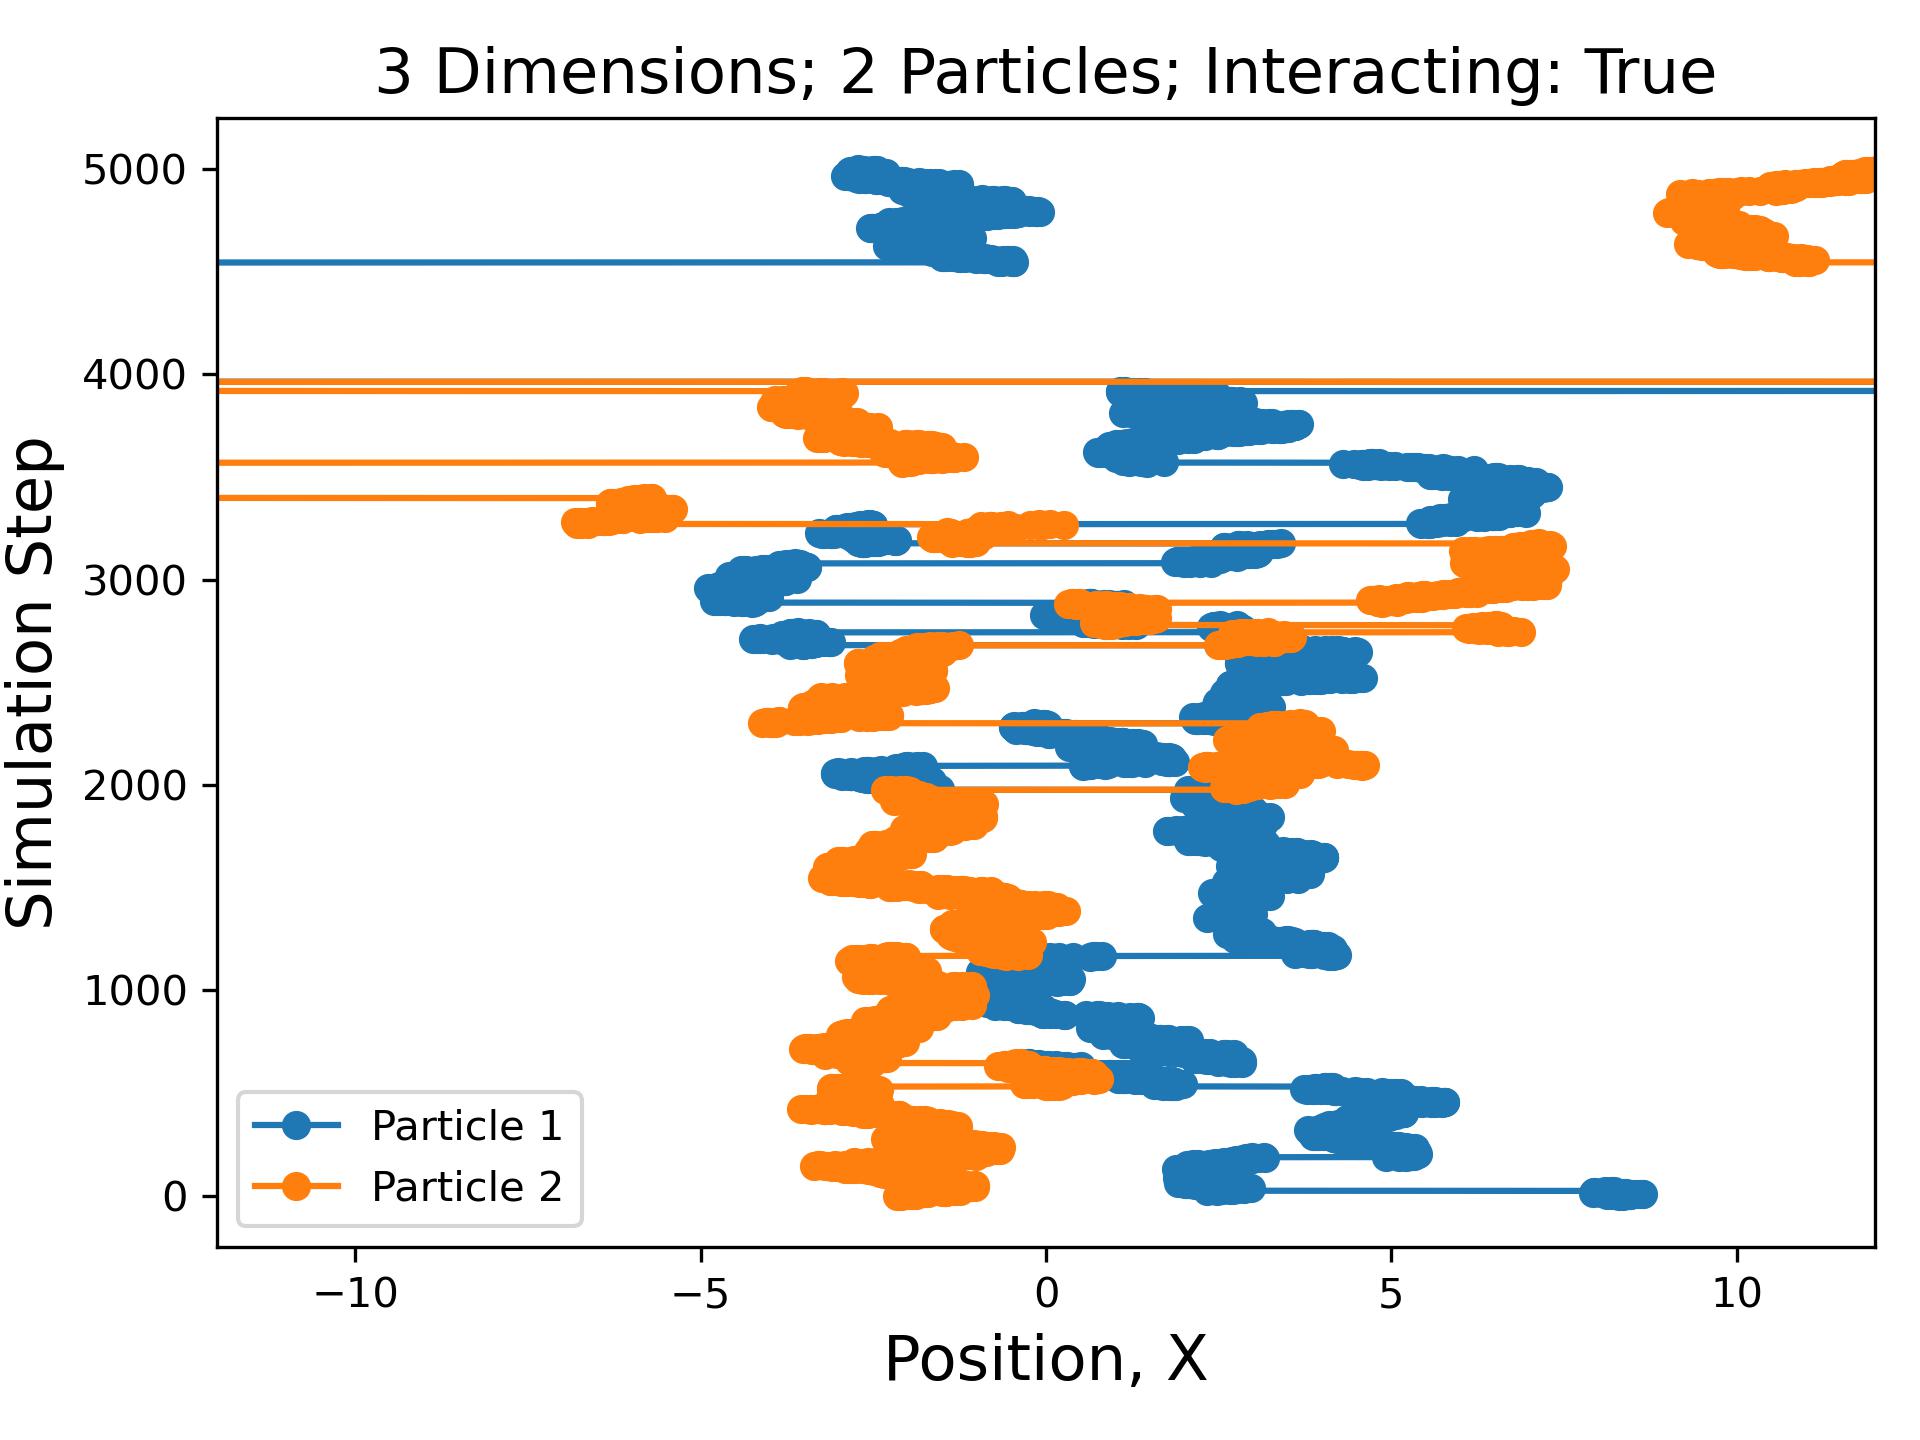 3 Dimensions; 2 Particles; Interacting: True
Simulation Step
5000
4000
3000
2000
1000
0
Particle 1
Particle 2
−10
−5
0
5
10
Position, X